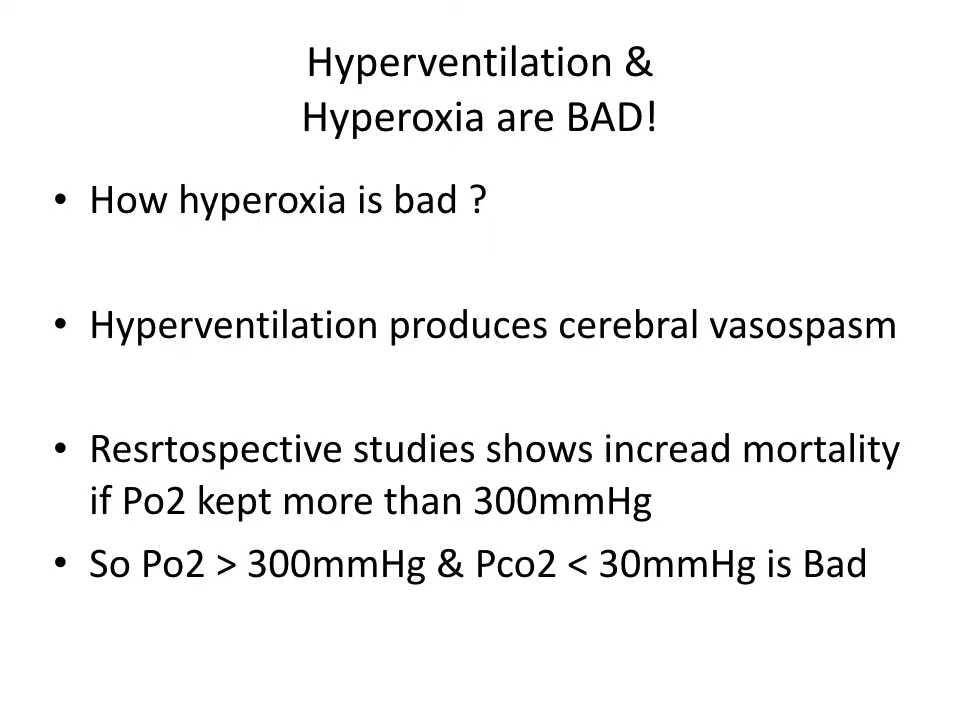 Hyperventilation &
Hyperoxia are BAD!
• How hyperoxia is bad ?
• Hyperventilation produces cerebral vasospasm
• Resrtospective studies shows incread mortality
if Po2 kept more than 300mmHg
• So Po2 > 300mmHg & Pco2 < 30mmHg is Bad